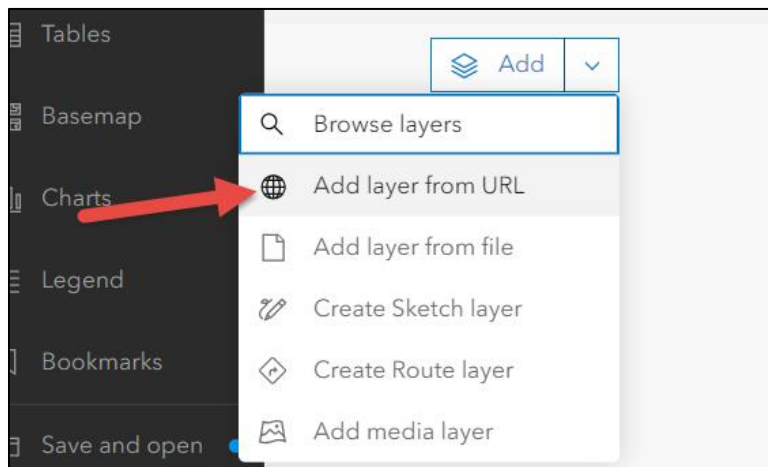 Tables
Add
Basemap
Browse layers
Add layer from URL
Charts
Add layer from file
Legend
Create Sketch layer
Bookmarks
Create Route layer
Add media layer
Save and open